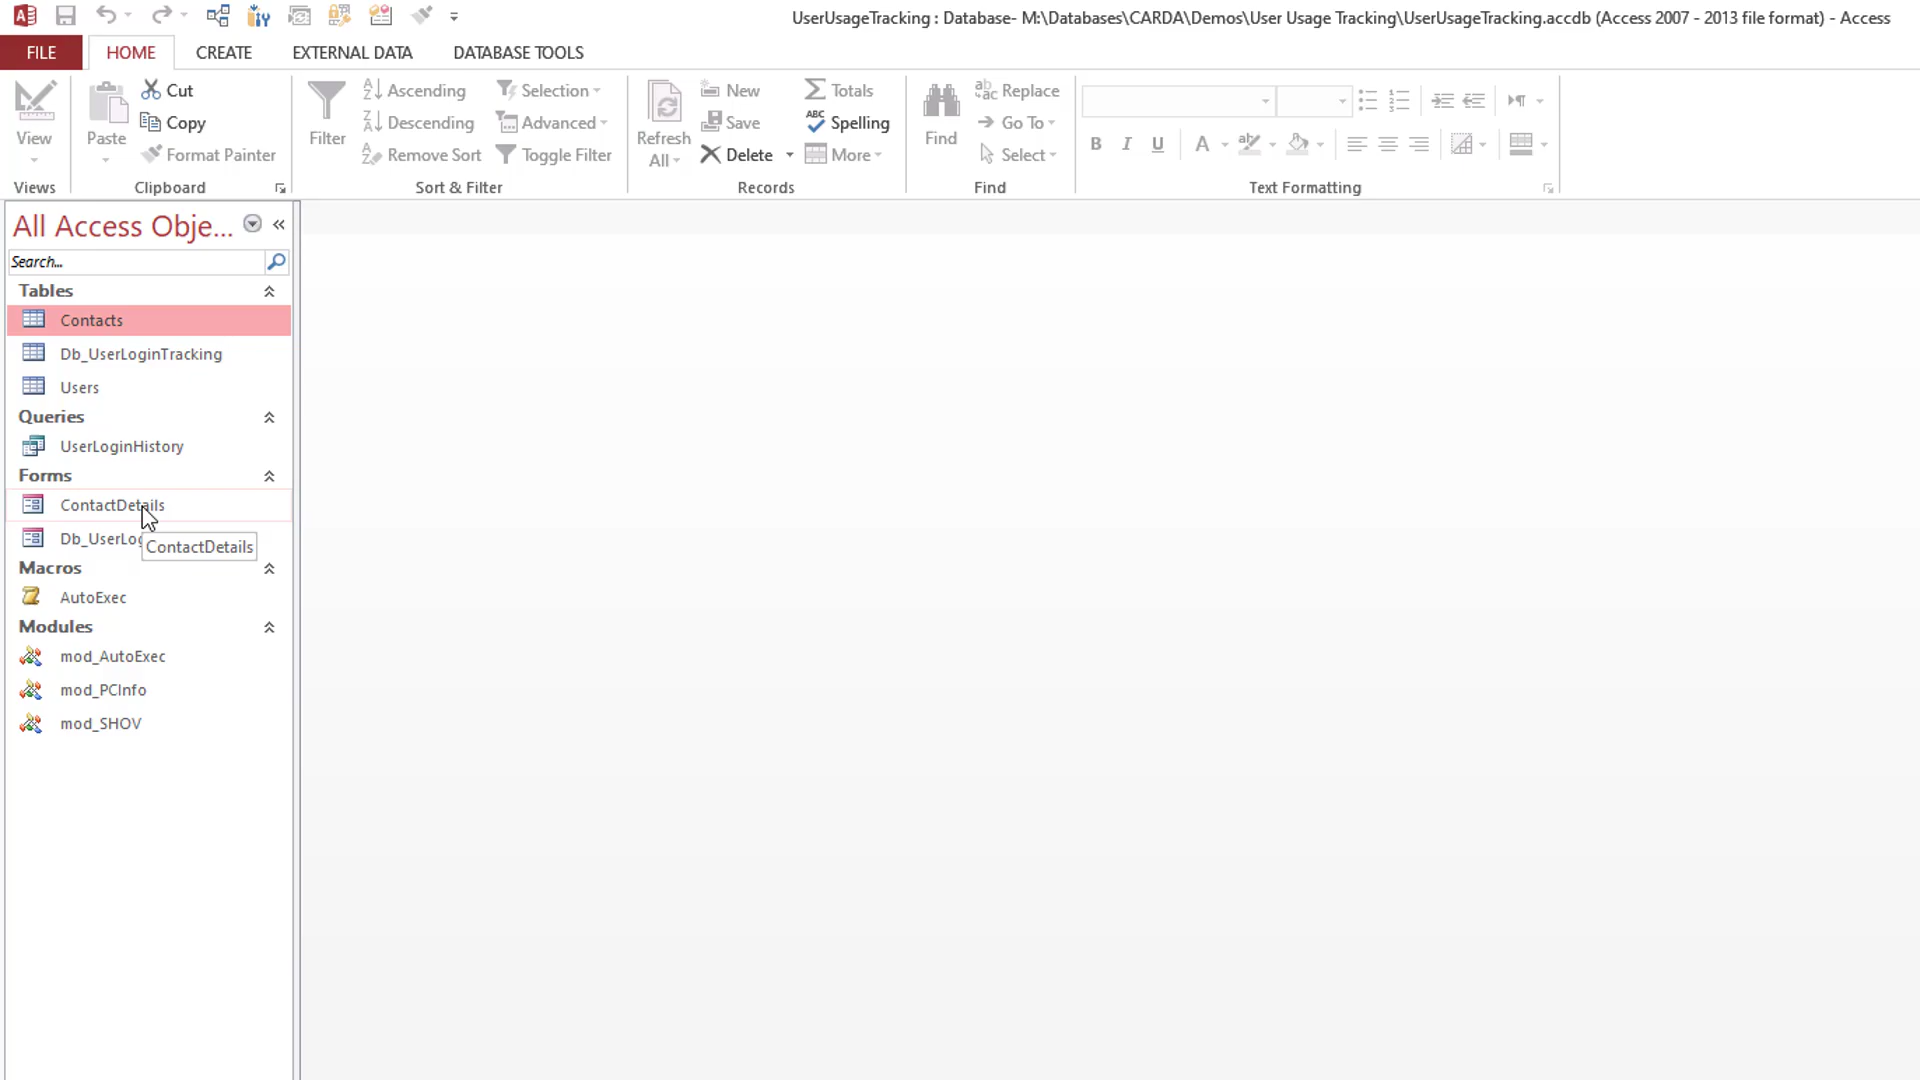 UserUsageTracking : Database- M:\Databases\CARDA\Demos\User Usage Tracking\UserUsageTracking.accdb (Access 2007 - 2013 file format) - Access
FILE HOME CREATE EXTERNAL DATA DATABASE TOOLS
View
Views
Paste
Cut
Copy
Format Painter
Clipboard
Filter
Ascending
Descending
Remove Sort
Selection
Advanced
Toggle Filter
Sort & Filter
Refresh
All
New
Save
Delete
Totals
Spelling
More
Records
Find
Replace
Go To
Select
Find
B I U A
Text Formatting
All Access Obje...
Search...
Tables
Contacts
Db_UserLoginTracking
Users
Queries
UserLoginHistory
Forms
ContactDetails
Db_UserLog
ContactDetails
Macros
AutoExec
Modules
mod_AutoExec
mod_PCInfo
mod_SHOV